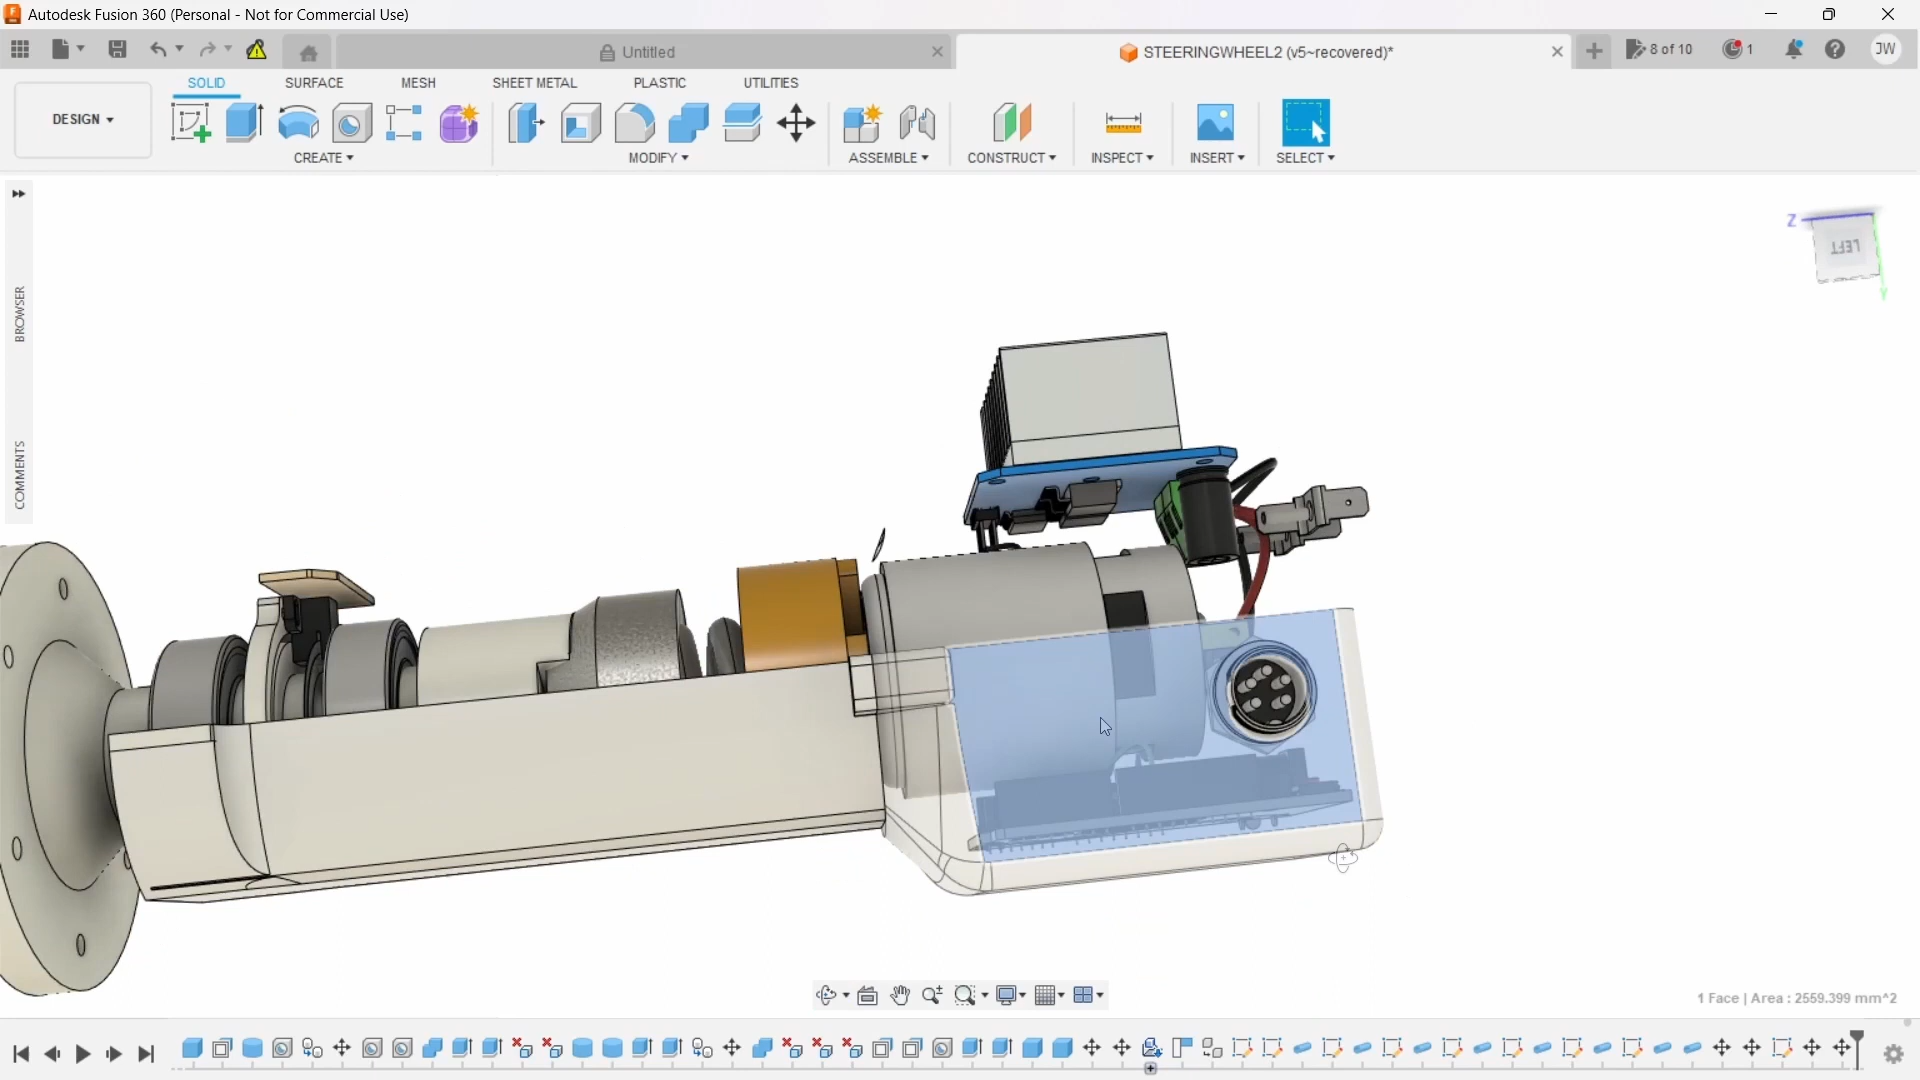 Autodesk Fusion 360 (Personal - Not for Commercial Use)
Untitled
STEERINGWHEEL2 (v5~recovered)*
8 of 10
1
JW
SOLID
SURFACE
MESH
SHEET METAL
PLASTIC
UTILITIES
DESIGN
CREATE
MODIFY
ASSEMBLE
CONSTRUCT
INSPECT
INSERT
SELECT
BROWSER
COMMENTS
Z
LEFT
Y
1 Face | Area : 2559.399 mm^2